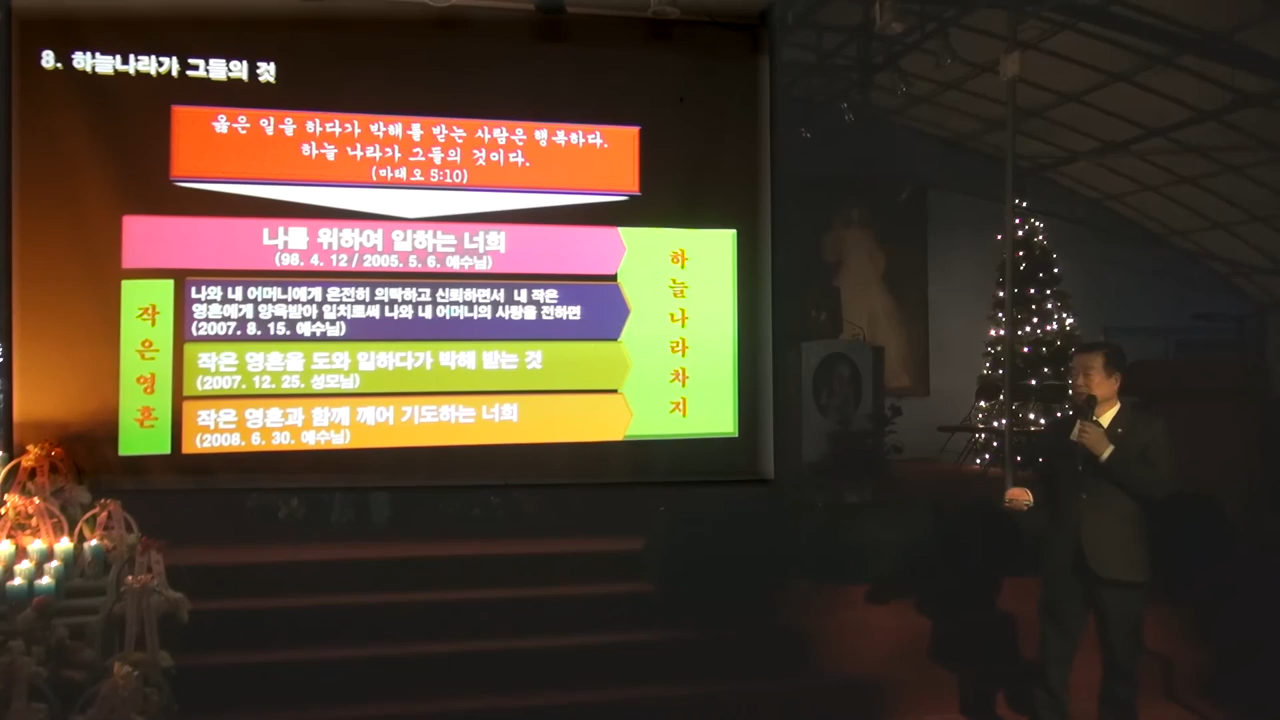 8. 하늘나라가 그들의 것
옳은 일을 하다가 박해를 받는 사람은 행복하다.
하늘 나라가 그들의 것이다.
(마태오 5:10)
나를 위하여 일하는 너희
(98. 4. 12 / 2005. 5. 6. 예수님)
작은영혼
나와 내 어머니에게 온전히 의탁하고 신뢰하면서 내 작은
영혼에게 양육받아 일치로써 나와 내 어머니의 사랑을 전하면
(2007. 8. 15. 예수님)
작은 영혼을 도와 일하다가 박해 받는 것
(2007. 12. 25. 성모님)
작은 영혼과 함께 깨어 기도하는 너희
(2008. 6. 30. 예수님)
하늘나라차지